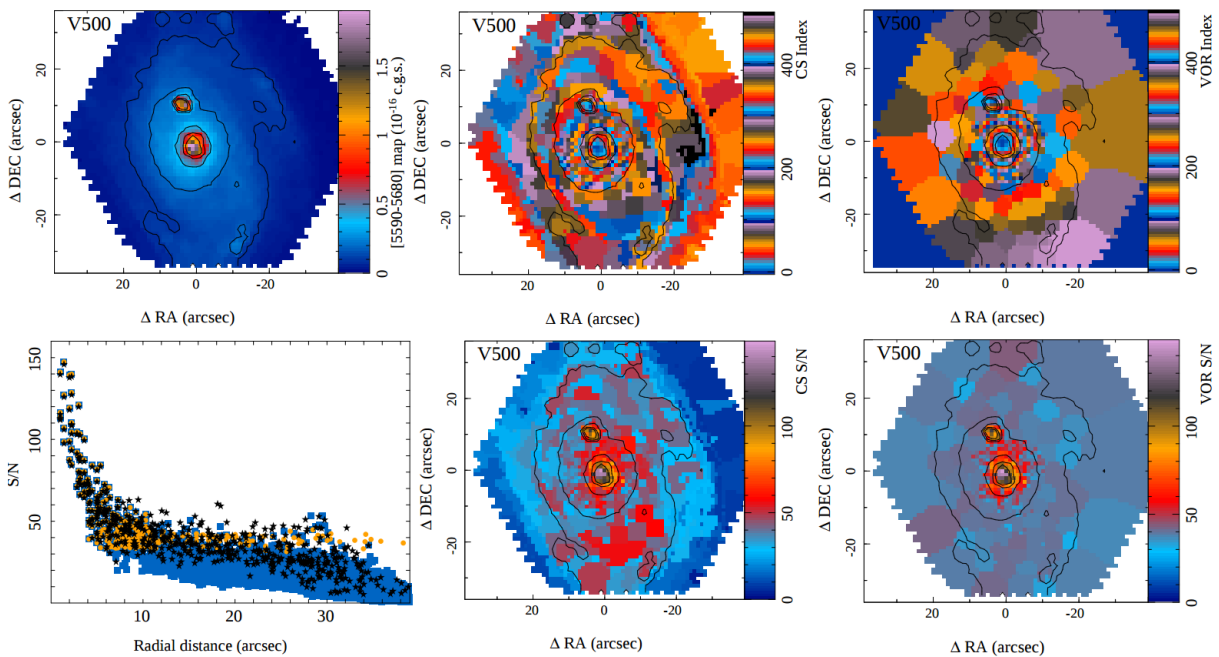 V500
20
0
-20
Δ DEC (arcsec)
20
0
-20
Δ RA (arcsec)
0
0.5
1
1.5
[5590-5680] map (10⁻¹⁶ c.g.s.)
V500
20
0
-20
Δ DEC (arcsec)
20
0
-20
Δ RA (arcsec)
0
200
400
CS Index
V500
20
0
-20
Δ DEC (arcsec)
20
0
-20
Δ RA (arcsec)
0
200
400
VOR Index
150
100
50
S/N
10
20
30
Radial distance (arcsec)
V500
20
0
-20
Δ DEC (arcsec)
20
0
-20
Δ RA (arcsec)
0
50
100
CS S/N
V500
20
0
-20
Δ DEC (arcsec)
20
0
-20
Δ RA (arcsec)
0
50
100
VOR S/N